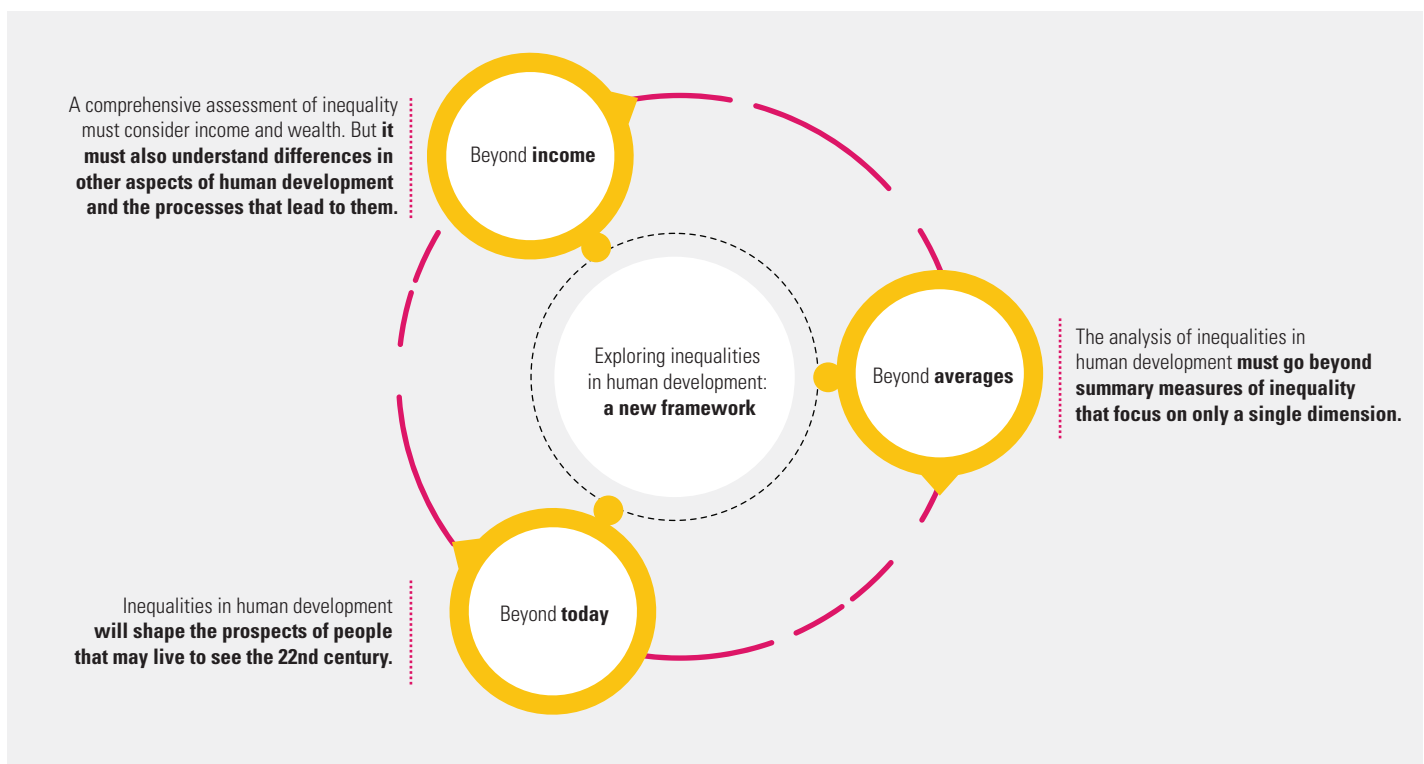 A comprehensive assessment of inequality
must consider income and wealth. But it
must also understand differences in
other aspects of human development
and the processes that lead to them.
Beyond income
Exploring inequalities
in human development:
a new framework
Beyond averages
The analysis of inequalities in
human development must go beyond
summary measures of inequality
that focus on only a single dimension.
Inequalities in human development
will shape the prospects of people
that may live to see the 22nd century.
Beyond today